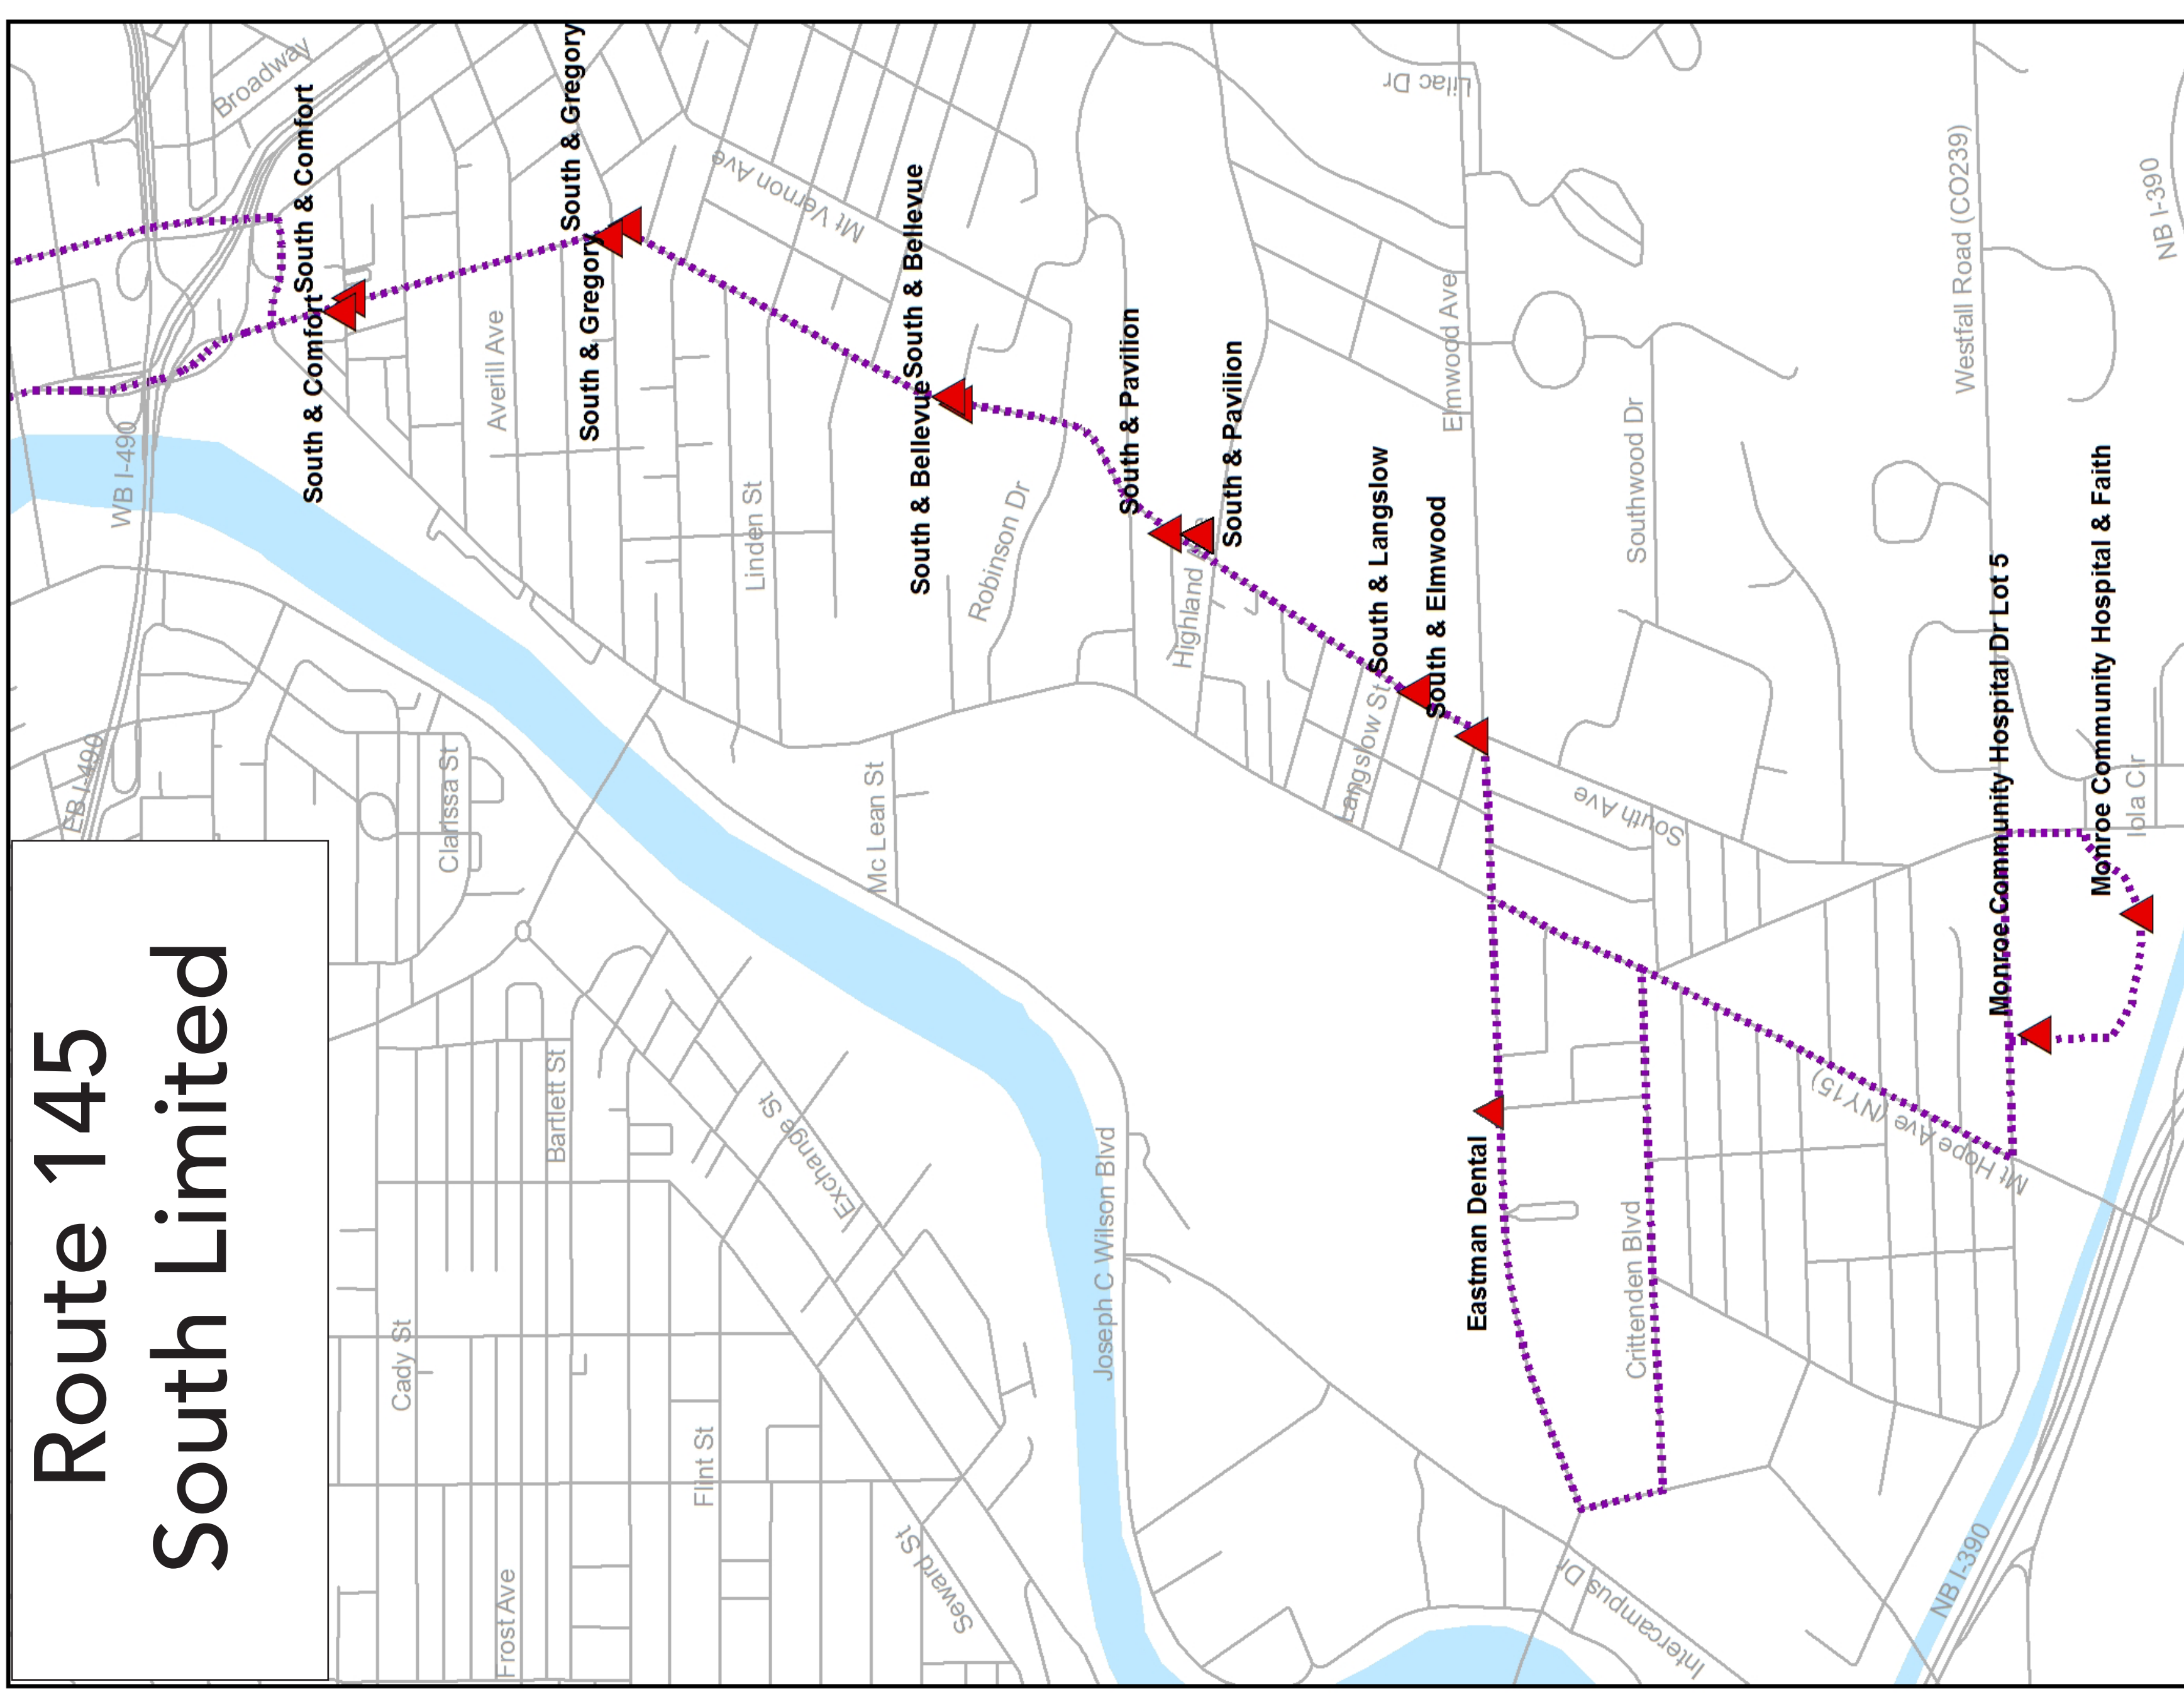 Route 145
South Limited
Broadway
South & Comfort
South & Comfort
WB I-490
EB I-490
South & Gregory
South & Gregory
Averill Ave
Mt Vernon Ave
Linden St
Clarissa St
South & Bellevue
South & Bellevue
Robinson Dr
Mc Lean St
South & Pavilion
South & Pavilion
Highland
Lilac Dr
Elmwood Ave
South & Langslow
South & Elmwood
Langslow St
Southwood Dr
South Ave
Westfall Road (CO239)
NB I-390
Monroe Community Hospital Dr Lot 5
Monroe Community Hospital & Faith
Iola Cir
Mt Hope Ave (NY15)
Eastman Dental
Crittenden Blvd
Joseph C Wilson Blvd
Exchange St
Bartlett St
Cady St
Flint St
Frost Ave
Seward St
Intercampus Dr
NB I-390